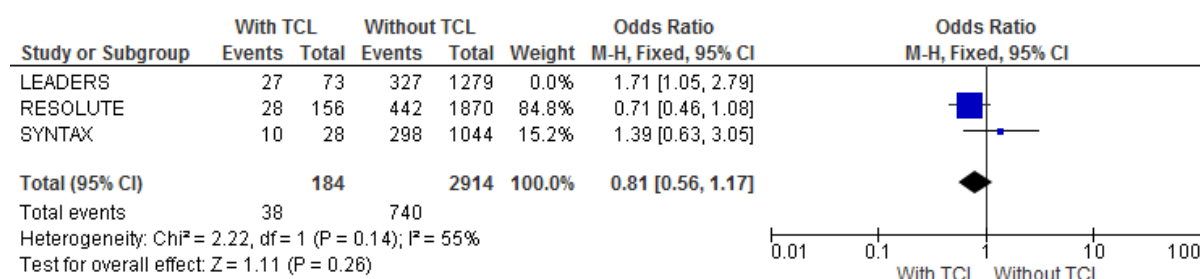 With TCL Without TCL Odds Ratio Odds Ratio
Study or Subgroup Events Total Events Total Weight M-H, Fixed, 95% CI M-H, Fixed, 95% CI
LEADERS 27 73 327 1279 0.0% 1.71 [1.05, 2.79]
RESOLUTE 28 156 442 1870 84.8% 0.71 [0.46, 1.08]
SYNTAX 10 28 298 1044 15.2% 1.39 [0.63, 3.05]
Total (95% CI) 184 2914 100.0% 0.81 [0.56, 1.17]
Total events 38 740
Heterogeneity: Chi² = 2.22, df = 1 (P = 0.14); I² = 55%
Test for overall effect: Z = 1.11 (P = 0.26)
0.01 0.1 1 10 100
With TCL Without TCL